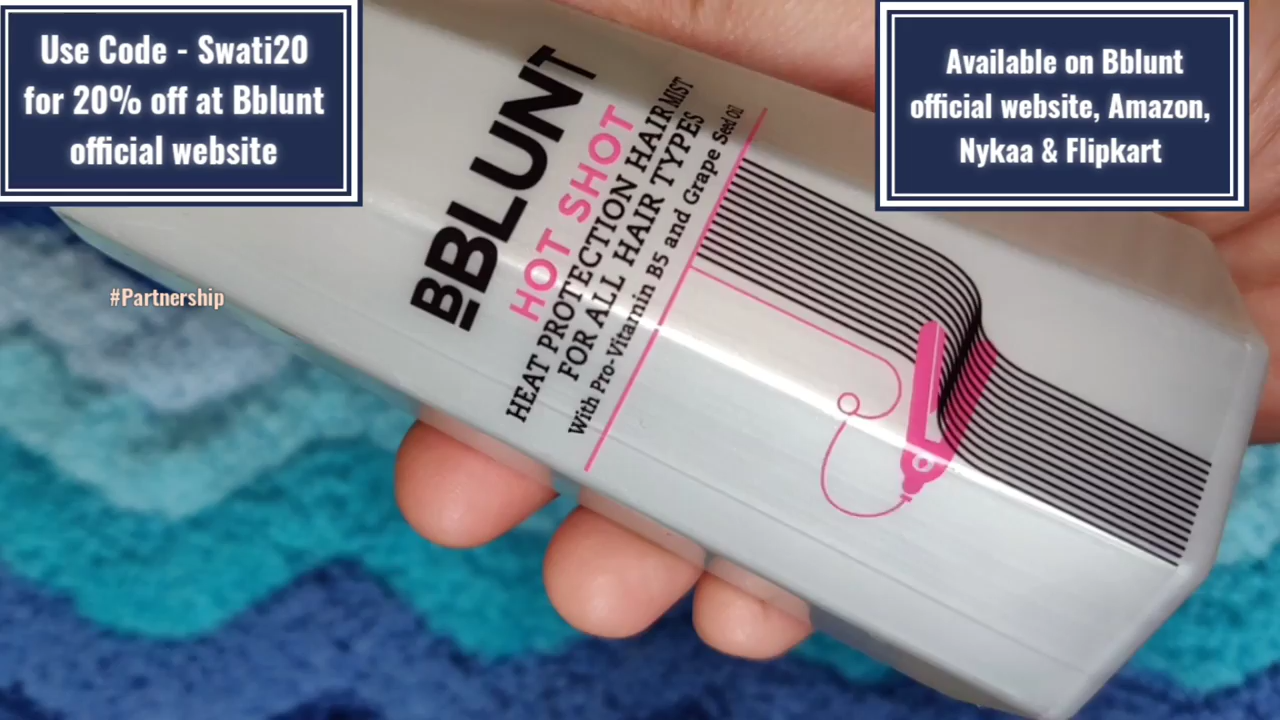 Use Code - Swati20
for 20% off at Bblunt
official website
Available on Bblunt
official website, Amazon,
Nykaa & Flipkart
#Partnership
BBLUNT
HOT SHOT
HEAT PROTECTION HAIR MIST
FOR ALL HAIR TYPES
With Pro-Vitamin B5 and Grape Seed Oil